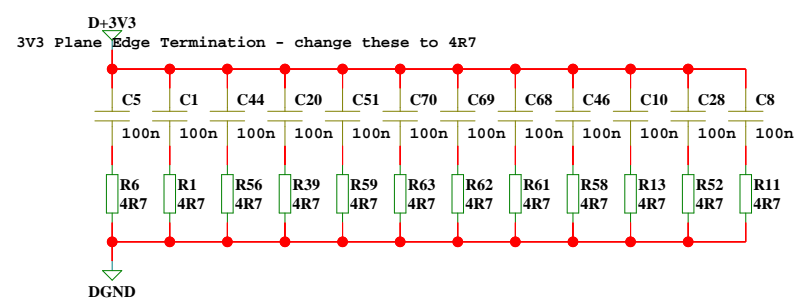 D+3V3
3V3 Plane Edge Termination - change these to 4R7
C5 C1 C44 C20 C51 C70 C69 C68 C46 C10 C28 C8
100n 100n 100n 100n 100n 100n 100n 100n 100n 100n 100n 100n
R6 R1 R56 R39 R59 R63 R62 R61 R58 R13 R52 R11
4R7 4R7 4R7 4R7 4R7 4R7 4R7 4R7 4R7 4R7 4R7 4R7
DGND